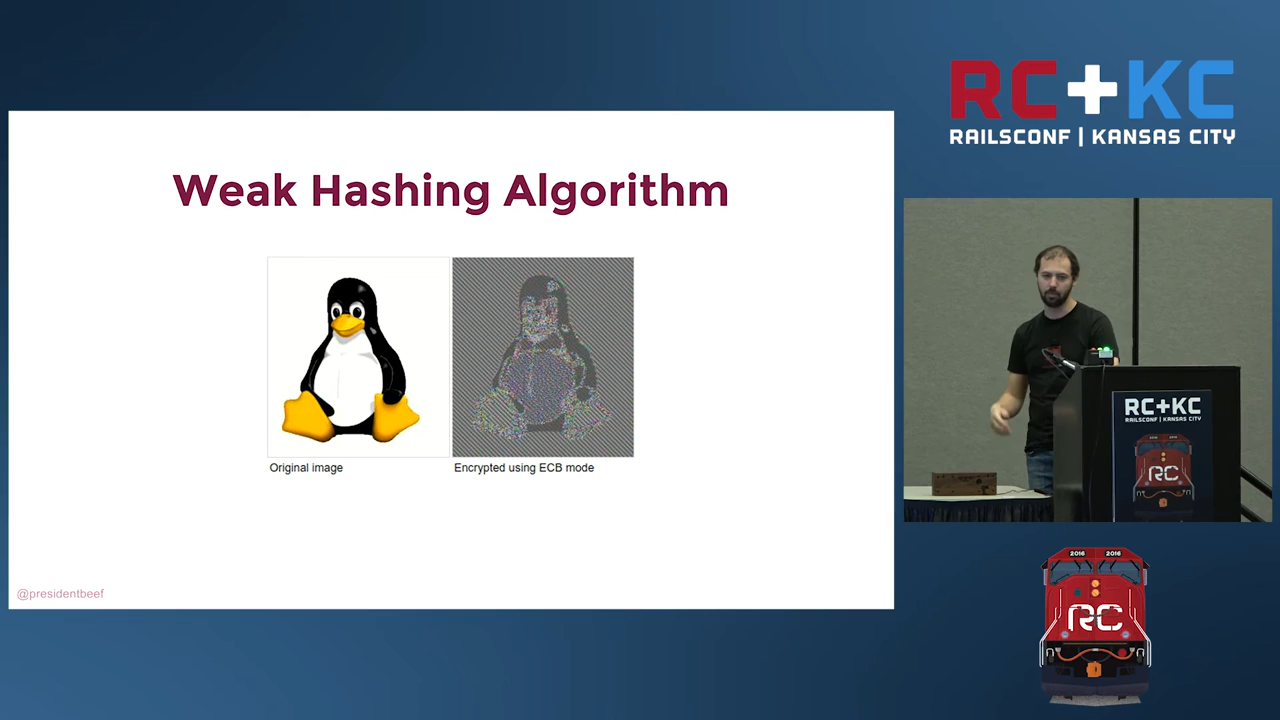 RC+KC
RAILSCONF | KANSAS CITY
Weak Hashing Algorithm
Original image
Encrypted using ECB mode
@presidentbeef
RC+KC
RAILSCONF | KANSAS CITY
RC
2016 2016
RC